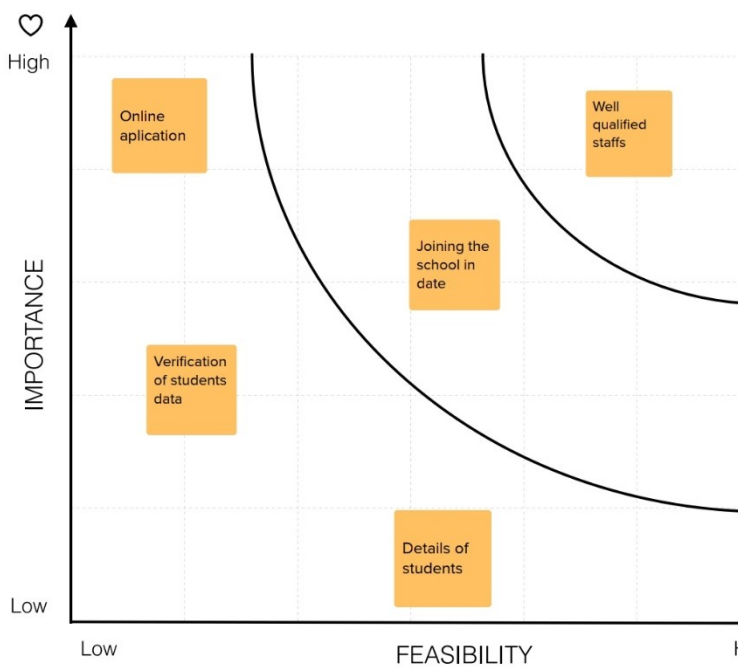 High
Online
aplication
Well
qualified
staffs
Joining the
school in
date
IMPORTANCE
Verification
of students
data
Details of
students
Low
Low
FEASIBILITY
H